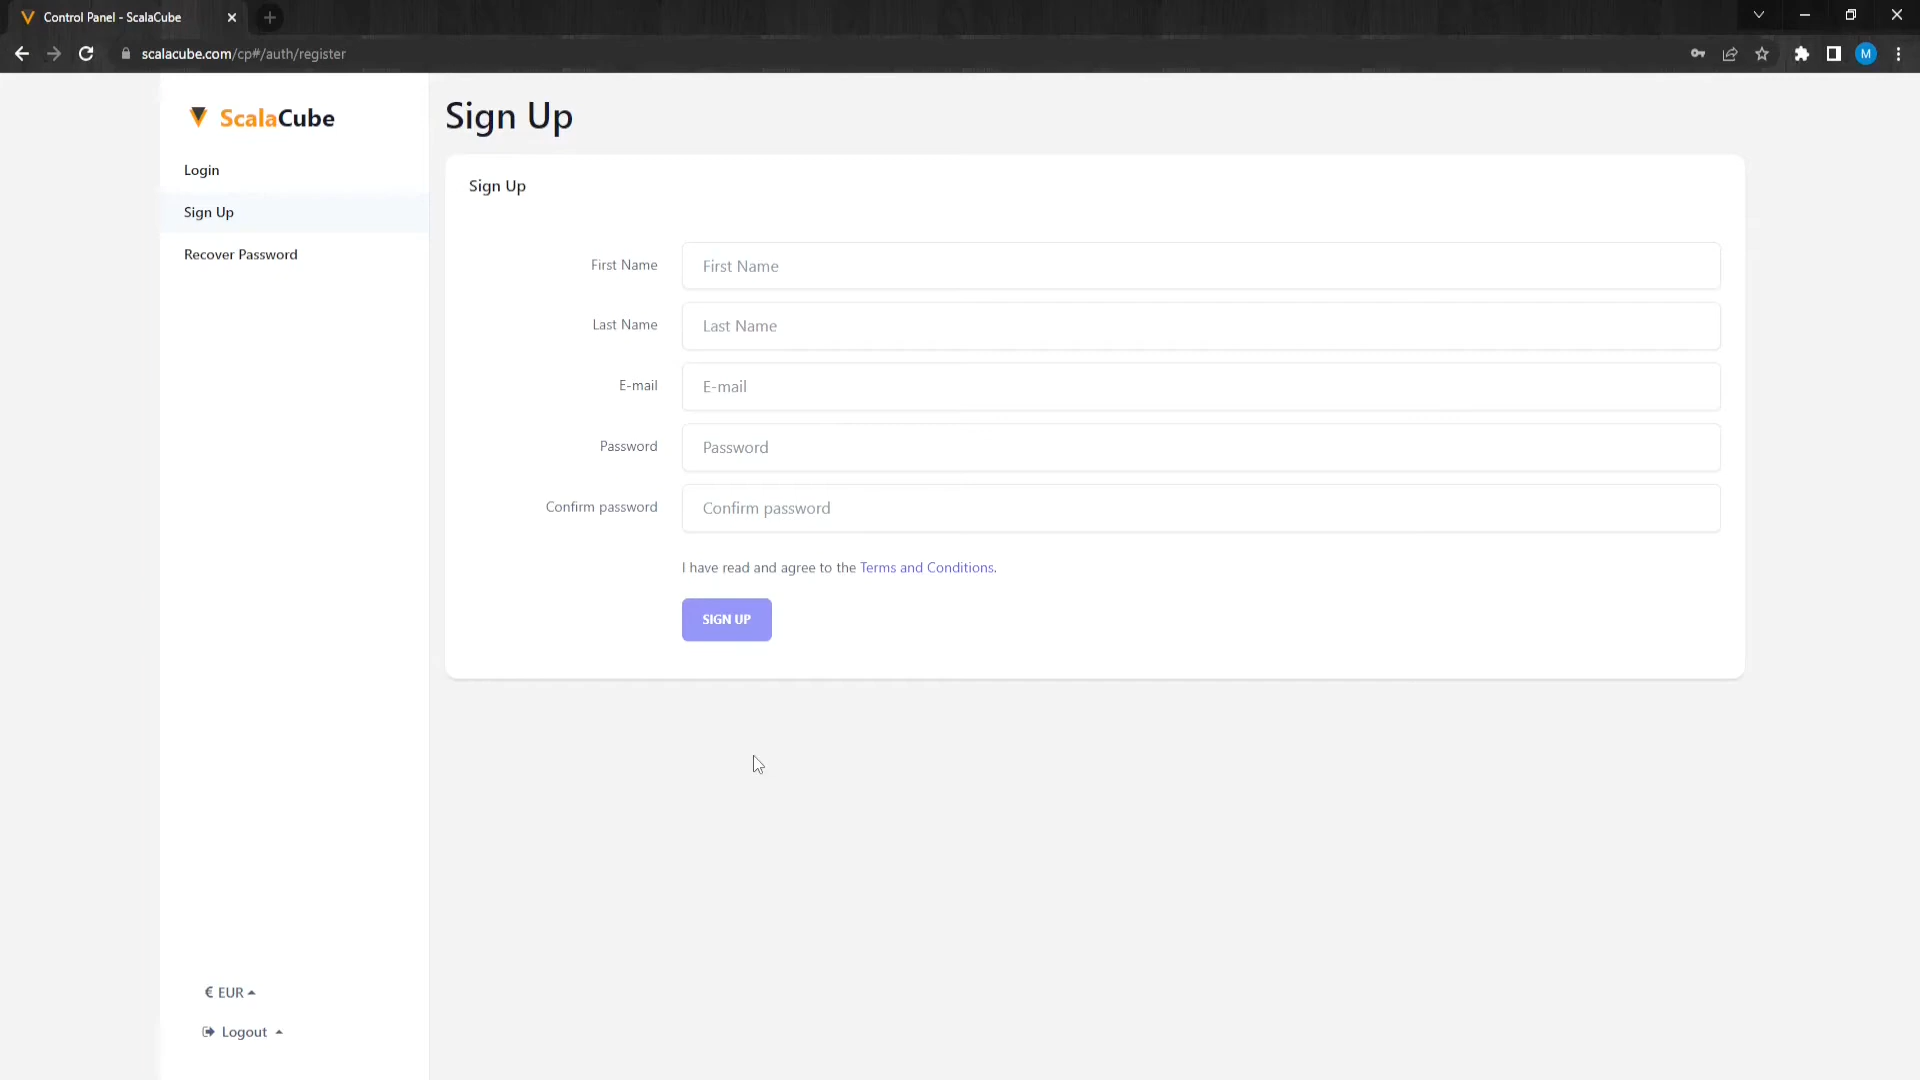 Control Panel - ScalaCube
scalacube.com/cp#/auth/register
M
ScalaCube
Login
Sign Up
Recover Password
€ EUR
Logout
Sign Up
Sign Up
First Name
First Name
Last Name
Last Name
E-mail
E-mail
Password
Password
Confirm password
Confirm password
I have read and agree to the Terms and Conditions.
SIGN UP